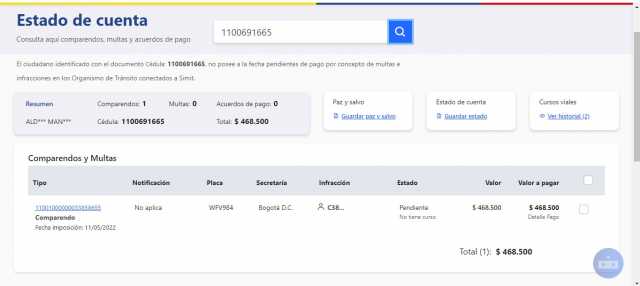 Estado de cuenta
Consulta aquí comparendos, multas y acuerdos de pago
1100691665
El ciudadano identificado con el documento Cédula: 1100691665, no posee a la fecha pendientes de pago por concepto de multas e
infracciones en los Organismo de Tránsito conectados a Simit.
Resumen Comparendos: 1 Multas: 0 Acuerdos de pago: 0
ALD*** MAN*** Cédula: 1100691665 Total: $ 468.500
Paz y salvo
Guardar paz y salvo
Estado de cuenta
Guardar estado
Cursos viales
Ver historial (2)
Comparendos y Multas
Tipo Notificación Placa Secretaría Infracción Estado Valor Valor a pagar
No aplica WFV984 Bogotá D.C. C38... Pendiente $ 468.500 $ 468.500
Comparendo No tiene curso Detalle Pago
Fecha imposición: 11/05/2022
Total (1): $ 468.500